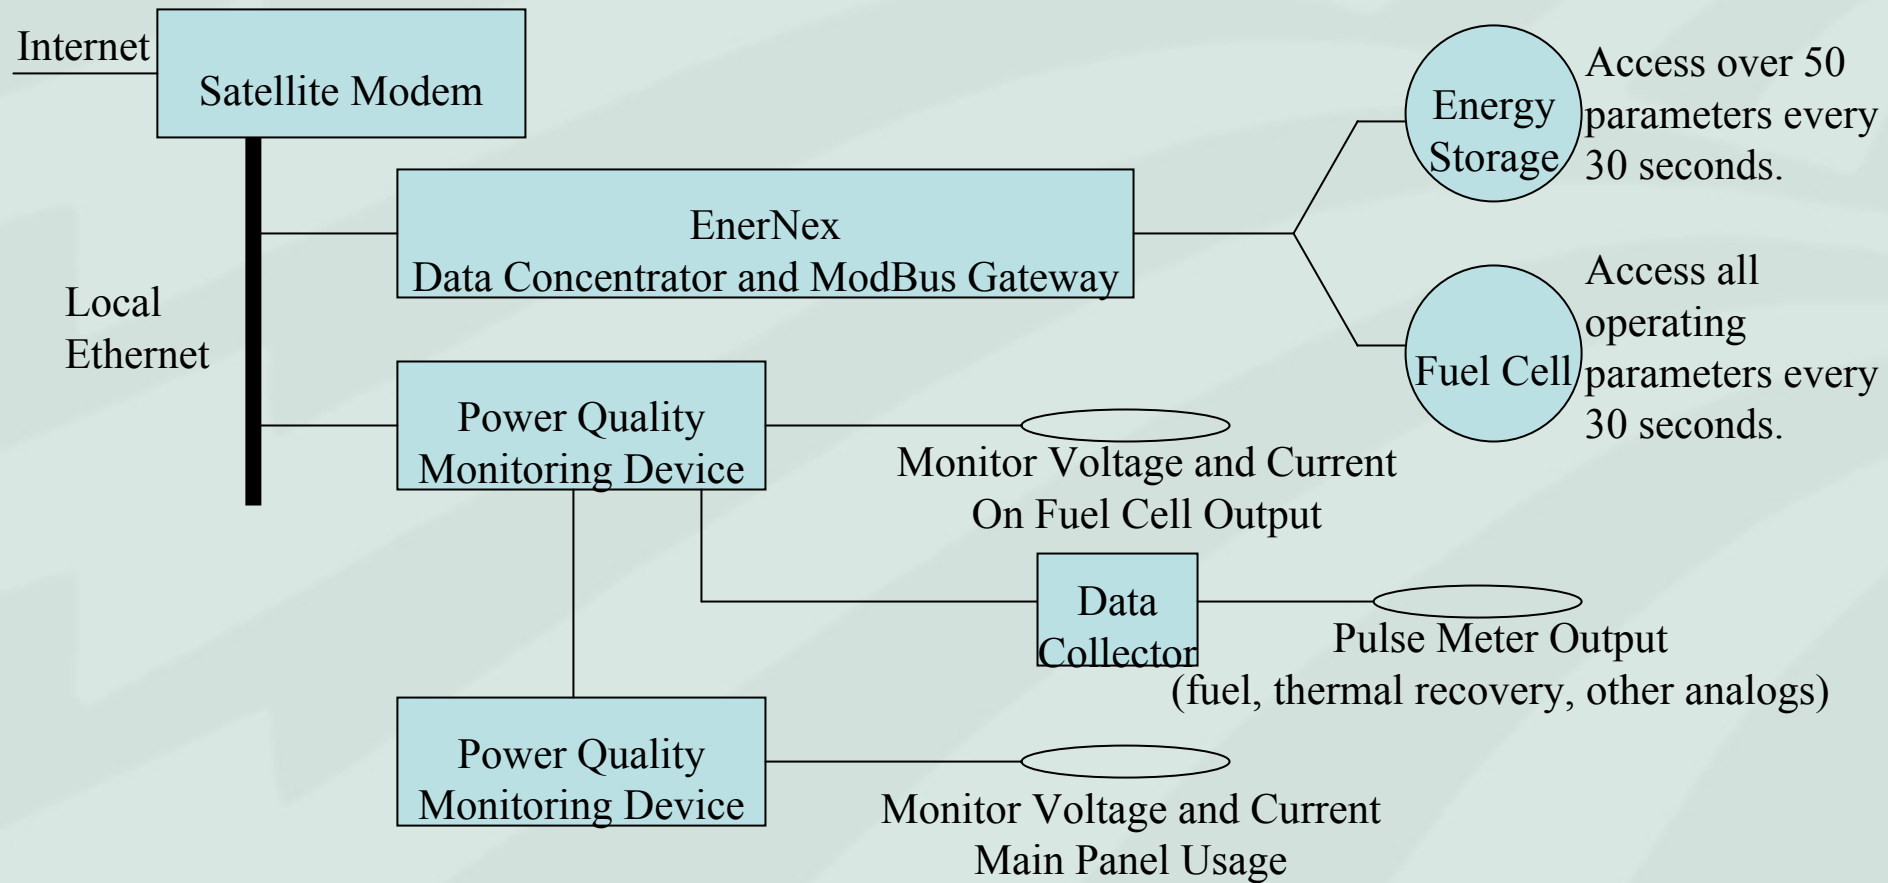 Internet
Satellite Modem
Energy
Storage
Access over 50
parameters every
30 seconds.
EnerNex
Data Concentrator and ModBus Gateway
Local
Ethernet
Fuel Cell
Access all
operating
parameters every
30 seconds.
Power Quality
Monitoring Device
Monitor Voltage and Current
On Fuel Cell Output
Data
Collector
Pulse Meter Output
(fuel, thermal recovery, other analogs)
Power Quality
Monitoring Device
Monitor Voltage and Current
Main Panel Usage